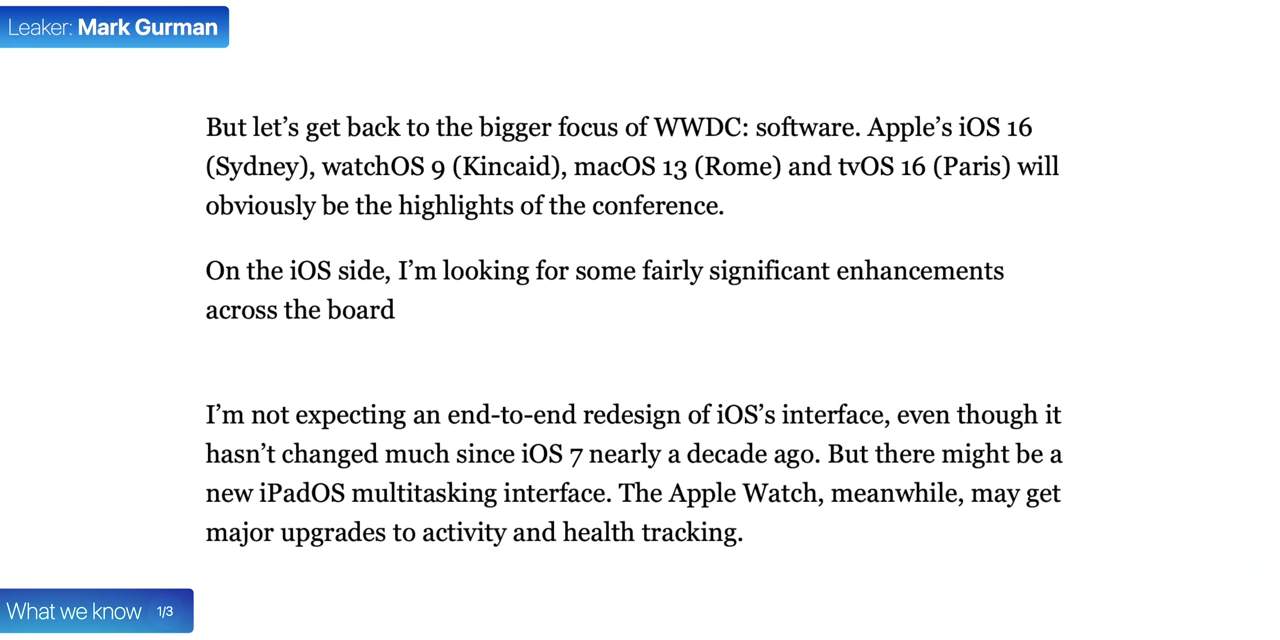 Leaker: Mark Gurman
But let’s get back to the bigger focus of WWDC: software. Apple’s iOS 16
(Sydney), watchOS 9 (Kincaid), macOS 13 (Rome) and tvOS 16 (Paris) will
obviously be the highlights of the conference.
On the iOS side, I’m looking for some fairly significant enhancements
across the board
I’m not expecting an end-to-end redesign of iOS’s interface, even though it
hasn’t changed much since iOS 7 nearly a decade ago. But there might be a
new iPadOS multitasking interface. The Apple Watch, meanwhile, may get
major upgrades to activity and health tracking.
What we know 1/3